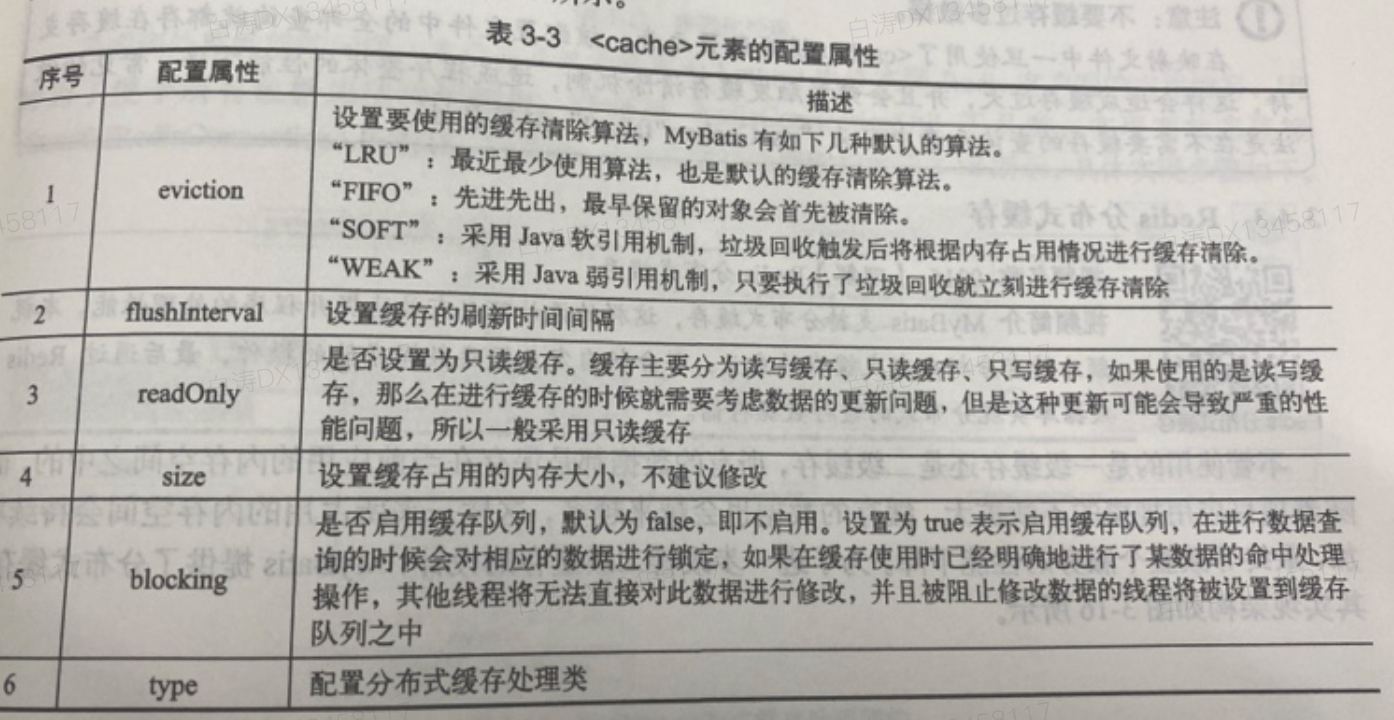 所示。
表 3-3 <cache>元素的配置属性
序号 配置属性 描述
1 eviction 设置要使用的缓存清除算法，MyBatis 有如下几种默认的算法。
“LRU”：最近最少使用算法，也是默认的缓存清除算法。
“FIFO”：先进先出，最早保留的对象会首先被清除。
“SOFT”：采用 Java 软引用机制，垃圾回收触发后将根据内存占用情况进行缓存清除。
“WEAK”：采用 Java 弱引用机制，只要执行了垃圾回收就立刻进行缓存清除
2 flushInterval 设置缓存的刷新时间间隔
3 readOnly 是否设置为只读缓存。缓存主要分为读写缓存、只读缓存、只写缓存，如果使用的是读写缓
存，那么在进行缓存的时候就需要考虑数据的更新问题，但是这种更新可能会导致严重的性
能问题，所以一般采用只读缓存
4 size 设置缓存占用的内存大小，不建议修改
5 blocking 是否启用缓存队列，默认为 false，即不启用。设置为 true 表示启用缓存队列，在进行数据查
询的时候会对相应的数据进行锁定，如果在缓存使用时已经明确地进行了某数据的命中处理
操作，其他线程将无法直接对此数据进行修改，并且被阻止修改数据的线程将被设置到缓存
队列之中
6 type 配置分布式缓存处理类
白涛DX13458117